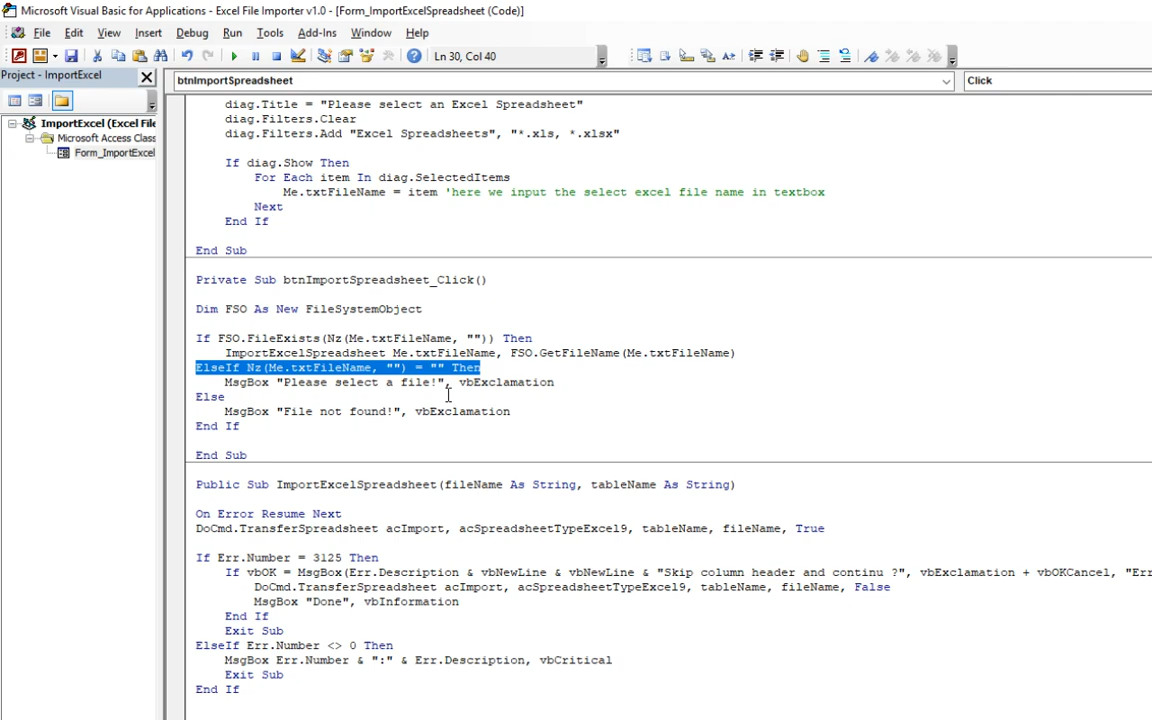 Microsoft Visual Basic for Applications - Excel File Importer v1.0 - [Form_ImportExcelSpreadsheet (Code)]
File Edit View Insert Debug Run Tools Add-Ins Window Help
Ln 30, Col 40
Project - ImportExcel
btnImportSpreadsheet
Click
ImportExcel (Excel File
Microsoft Access Class
Form_ImportExcel
diag.Title = "Please select an Excel Spreadsheet"
diag.Filters.Clear
diag.Filters.Add "Excel Spreadsheets", "*.xls, *.xlsx"
If diag.Show Then
For Each item In diag.SelectedItems
Me.txtFileName = item 'here we input the select excel file name in textbox
Next
End If
End Sub
Private Sub btnImportSpreadsheet_Click()
Dim FSO As New FileSystemObject
If FSO.FileExists(Nz(Me.txtFileName, "")) Then
ImportExcelSpreadsheet Me.txtFileName, FSO.GetFileName(Me.txtFileName)
ElseIf Nz(Me.txtFileName, "") = "" Then
MsgBox "Please select a file!", vbExclamation
Else
MsgBox "File not found!", vbExclamation
End If
End Sub
Public Sub ImportExcelSpreadsheet(fileName As String, tableName As String)
On Error Resume Next
DoCmd.TransferSpreadsheet acImport, acSpreadsheetTypeExcel9, tableName, fileName, True
If Err.Number = 3125 Then
If vbOK = MsgBox(Err.Description & vbNewLine & vbNewLine & "Skip column header and continu ?", vbExclamation + vbOKCancel, "Err
DoCmd.TransferSpreadsheet acImport, acSpreadsheetTypeExcel9, tableName, fileName, False
MsgBox "Done", vbInformation
End If
Exit Sub
ElseIf Err.Number <> 0 Then
MsgBox Err.Number & ":" & Err.Description, vbCritical
Exit Sub
End If